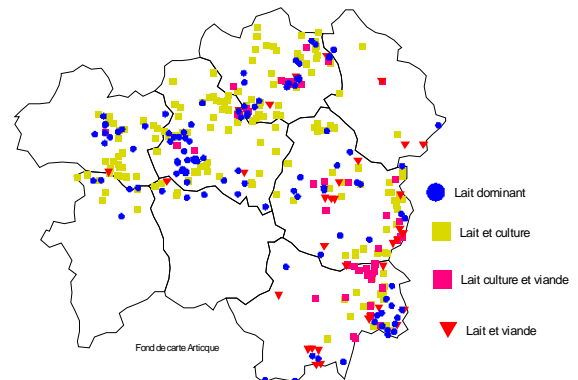 Lait dominant
Lait et culture
Lait culture et viande
Lait et viande
Fond de carte Articque